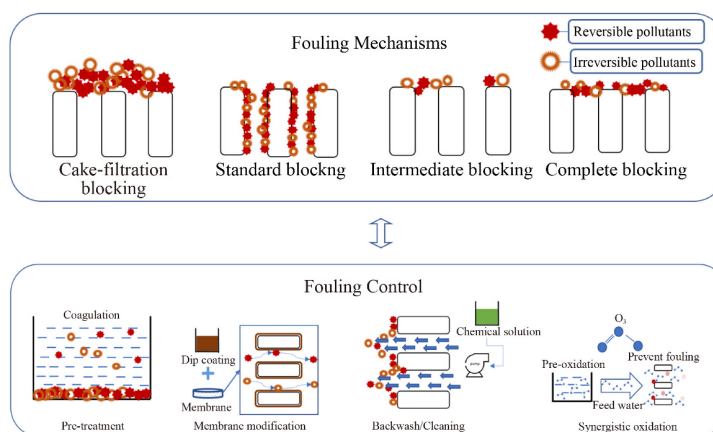 Fouling Mechanisms
Reversible pollutants
Irreversible pollutants
Cake-filtration
blocking
Standard blockng
Intermediate blocking
Complete blocking
Fouling Control
Coagulation
Pre-treatment
Dip coating
Membrane
Membrane modification
Chemical solution
pump
Backwash/Cleaning
O₃
Pre-oxidation
Prevent fouling
Feed water
Synergistic oxidation